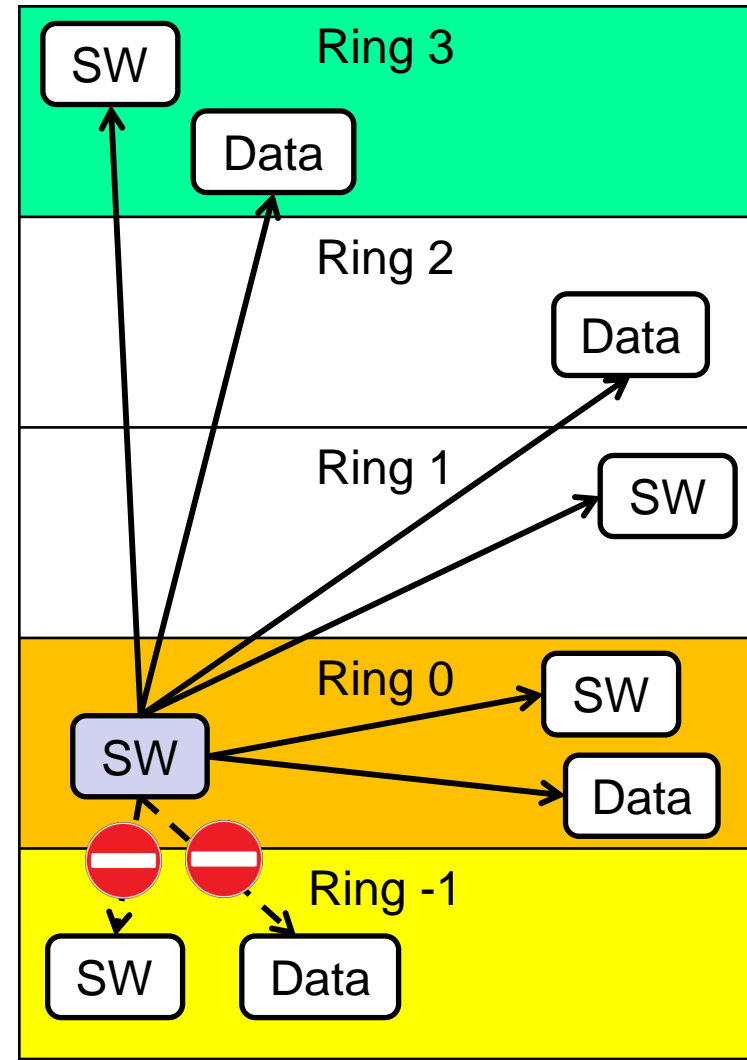 Ring 3
SW
Data
Ring 2
Data
Ring 1
SW
Ring 0
SW
SW
Data
Ring -1
SW
Data